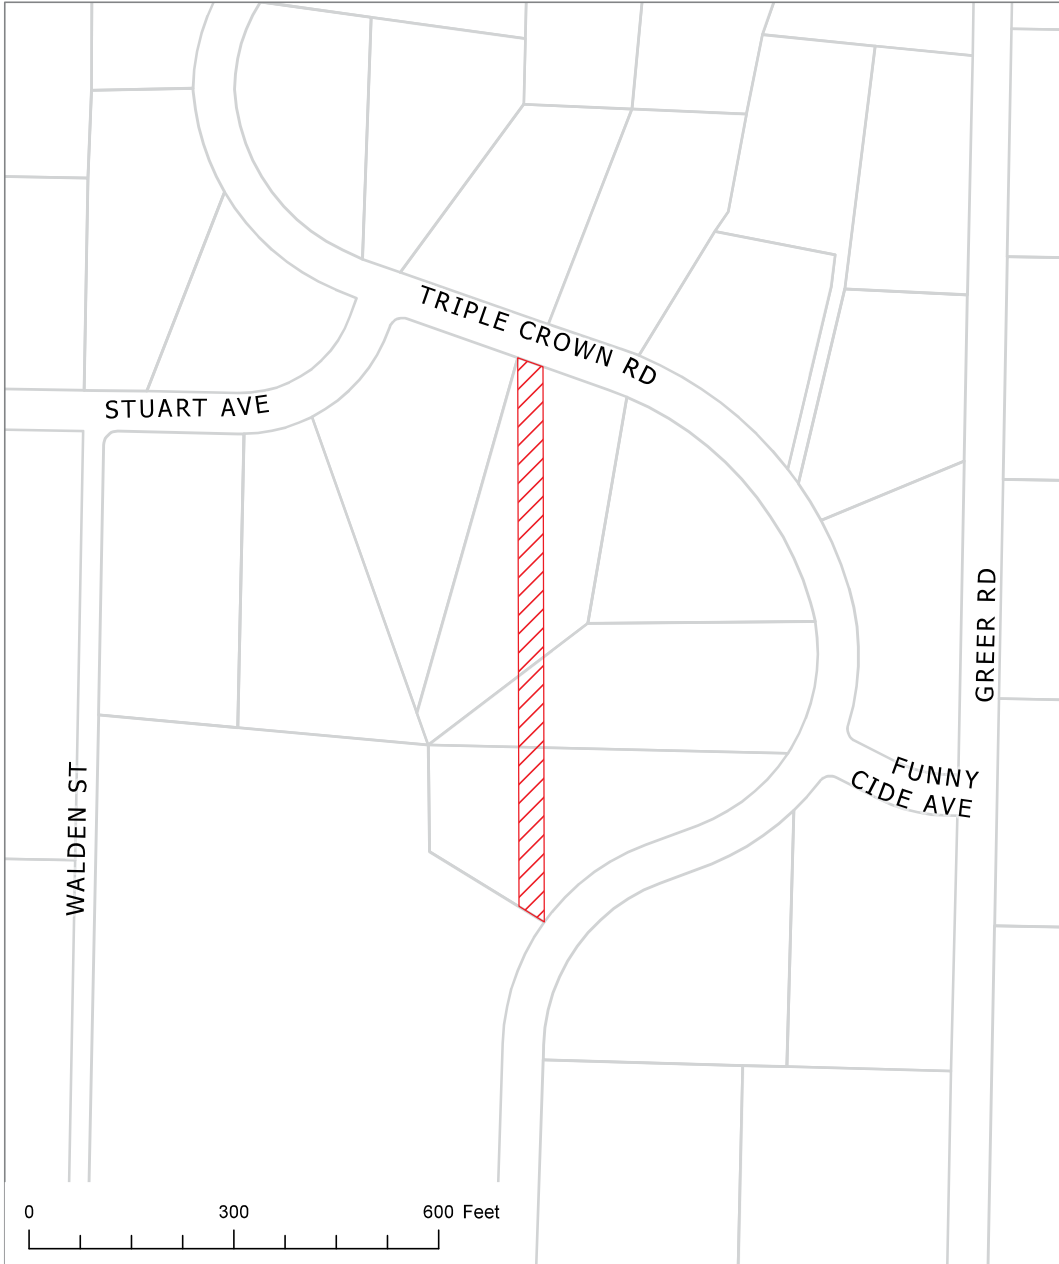 TRIPLE CROWN RD
STUART AVE
GREER RD
FUNNY
CIDE AVE
WALDEN ST
0 300 600 Feet